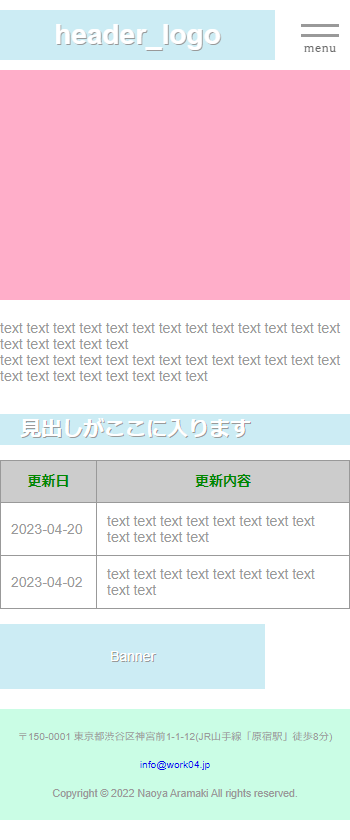 header_logo
menu
text text text text text text text text text text text text text
text text text text text
text text text text text text text text text text text text text
text text text text text text text text
見出しがここに入ります
更新日 更新内容
2023-04-20 text text text text text text text text
text text text text
2023-04-02 text text text text text text text text
text text
Banner
〒150-0001 東京都渋谷区神宮前1-1-12(JR山手線「原宿駅」徒歩8分)
info@work04.jp
Copyright © 2022 Naoya Aramaki All rights reserved.